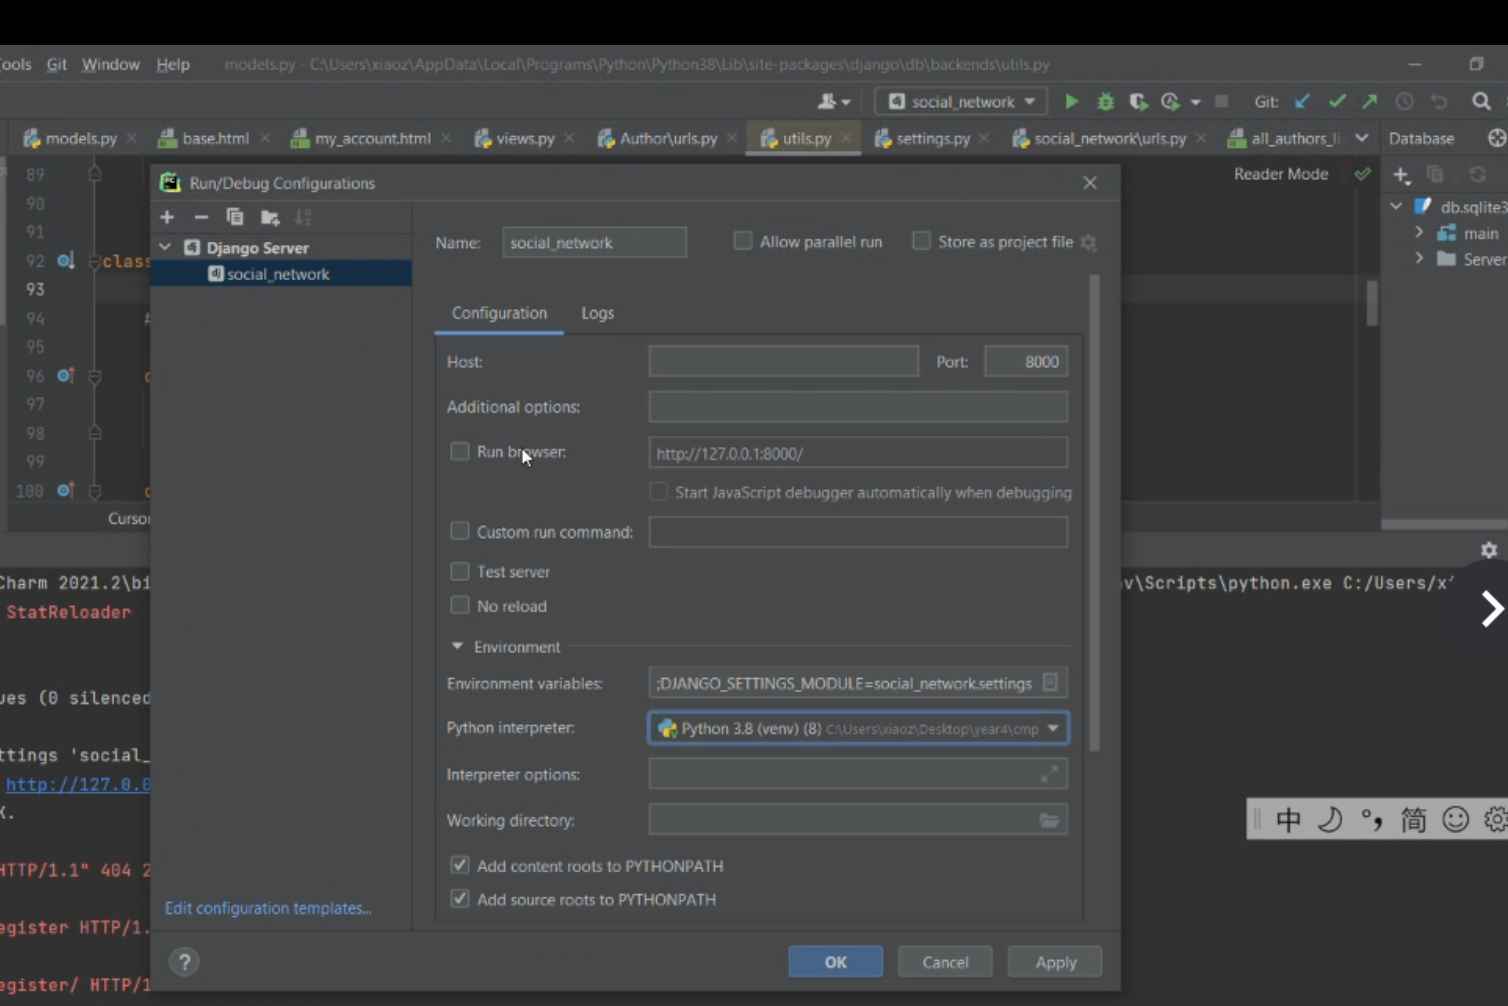 Git Window Help models.py - C:\Users\xiaoz\AppData\Local\Programs\Python\Python38\Lib\site-packages\django\db\backends\utils.py
social_network Git:
models.py base.html my_account.html views.py Author\urls.py utils.py settings.py social_network\urls.py all_authors_li Database
89 Run/Debug Configurations Reader Mode
90
91
92 class
93
94 #
95
96
97
98
99
100
Django Server
social_network
Name: social_network Allow parallel run Store as project file
Configuration Logs
Host: Port: 8000
Additional options:
Run browser: http://127.0.0.1:8000/
Start JavaScript debugger automatically when debugging
Custom run command:
Test server
No reload
Environment
Environment variables: ;DJANGO_SETTINGS_MODULE=social_network.settings
Python interpreter: Python 3.8 (venv) (8) C:\Users\xiaoz\Desktop\year4\cmp
Interpreter options:
Working directory:
Add content roots to PYTHONPATH
Add source roots to PYTHONPATH
Edit configuration templates...
? OK Cancel Apply
db.sqlite3
main
Server
Charm 2021.2\bi v\Scripts\python.exe C:/Users/x
StatReloader
ues (0 silenced
ttings 'social_
http://127.0.0
HTTP/1.1" 404 2
egister HTTP/1.
egister/ HTTP/1
中 简